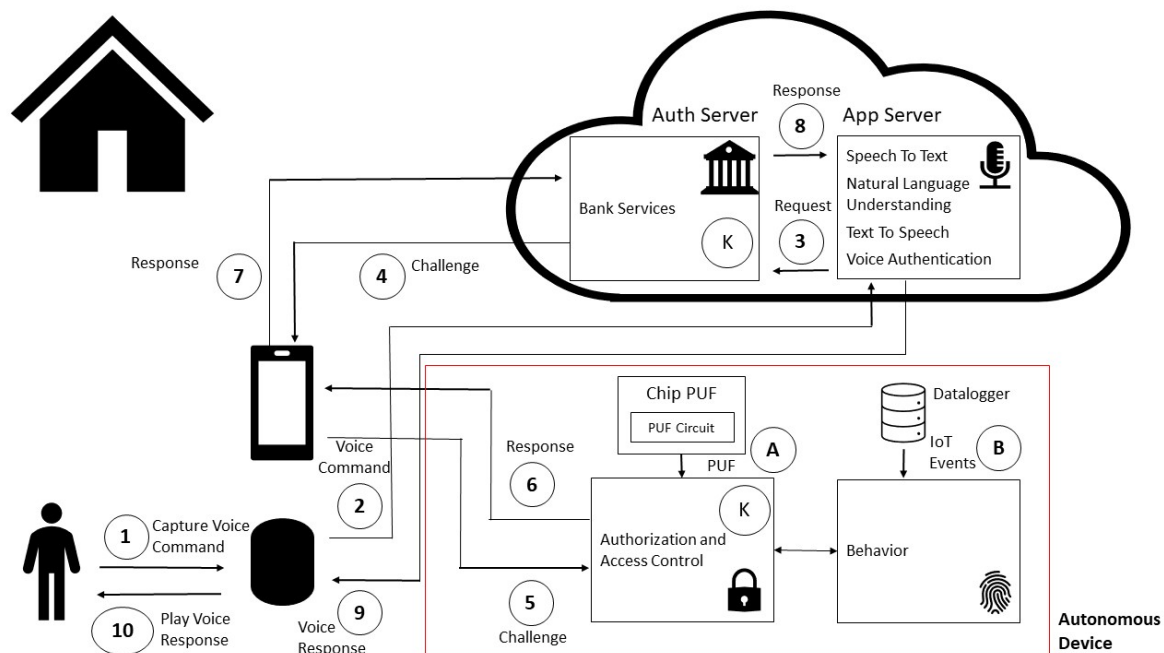 Response
Auth Server
8
App Server
Speech To Text
Natural Language
Understanding
Text To Speech
Voice Authentication
Bank Services
K
Request
3
Response
7
4
Challenge
Chip PUF
PUF Circuit
PUF
A
Datalogger
IoT
Events
B
Voice
Command
2
Response
6
K
Authorization and
Access Control
Behavior
1
Capture Voice
Command
10
Play Voice
Response
9
Voice
Response
5
Challenge
Autonomous
Device